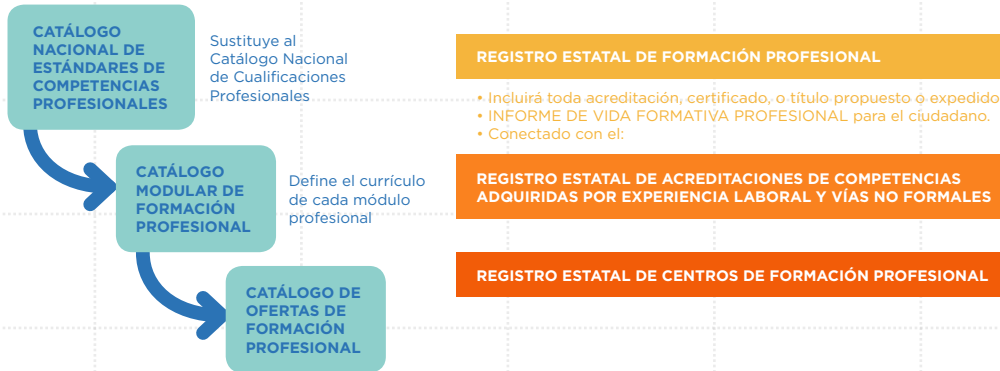 CATÁLOGO
NACIONAL DE
ESTÁNDARES DE
COMPETENCIAS
PROFESIONALES
Sustituye al
Catálogo Nacional
de Cualificaciones
Profesionales
CATÁLOGO
MODULAR DE
FORMACIÓN
PROFESIONAL
Define el currículo
de cada módulo
profesional
CATÁLOGO DE
OFERTAS DE
FORMACIÓN
PROFESIONAL
REGISTRO ESTATAL DE FORMACIÓN PROFESIONAL
• Incluirá toda acreditación, certificado, o título propuesto o expedido
• INFORME DE VIDA FORMATIVA PROFESIONAL para el ciudadano.
• Conectado con el:
REGISTRO ESTATAL DE ACREDITACIONES DE COMPETENCIAS
ADQUIRIDAS POR EXPERIENCIA LABORAL Y VÍAS NO FORMALES
REGISTRO ESTATAL DE CENTROS DE FORMACIÓN PROFESIONAL